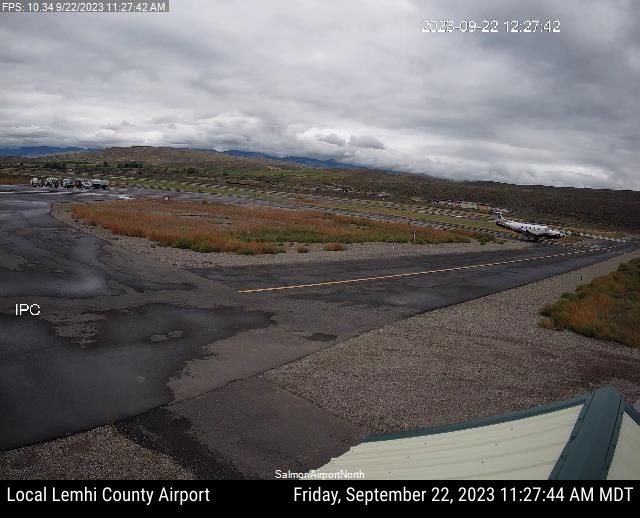 FPS: 10.34 9/22/2023 11:27:42 AM
2023-09-22 12:27:42
IPC
SalmonAirportNorth
Local Lemhi County Airport
Friday, September 22, 2023 11:27:44 AM MDT